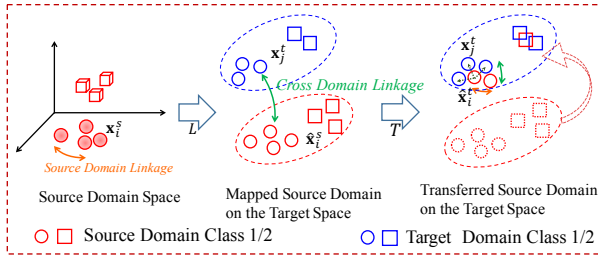 x_j^t
x_j^t
Cross Domain Linkage
x_i^s
L
T
x̂_i^t
x̂_i^s
Source Domain Linkage
Source Domain Space
Mapped Source Domain
on the Target Space
Transferred Source Domain
on the Target Space
Source Domain Class 1/2
Target Domain Class 1/2